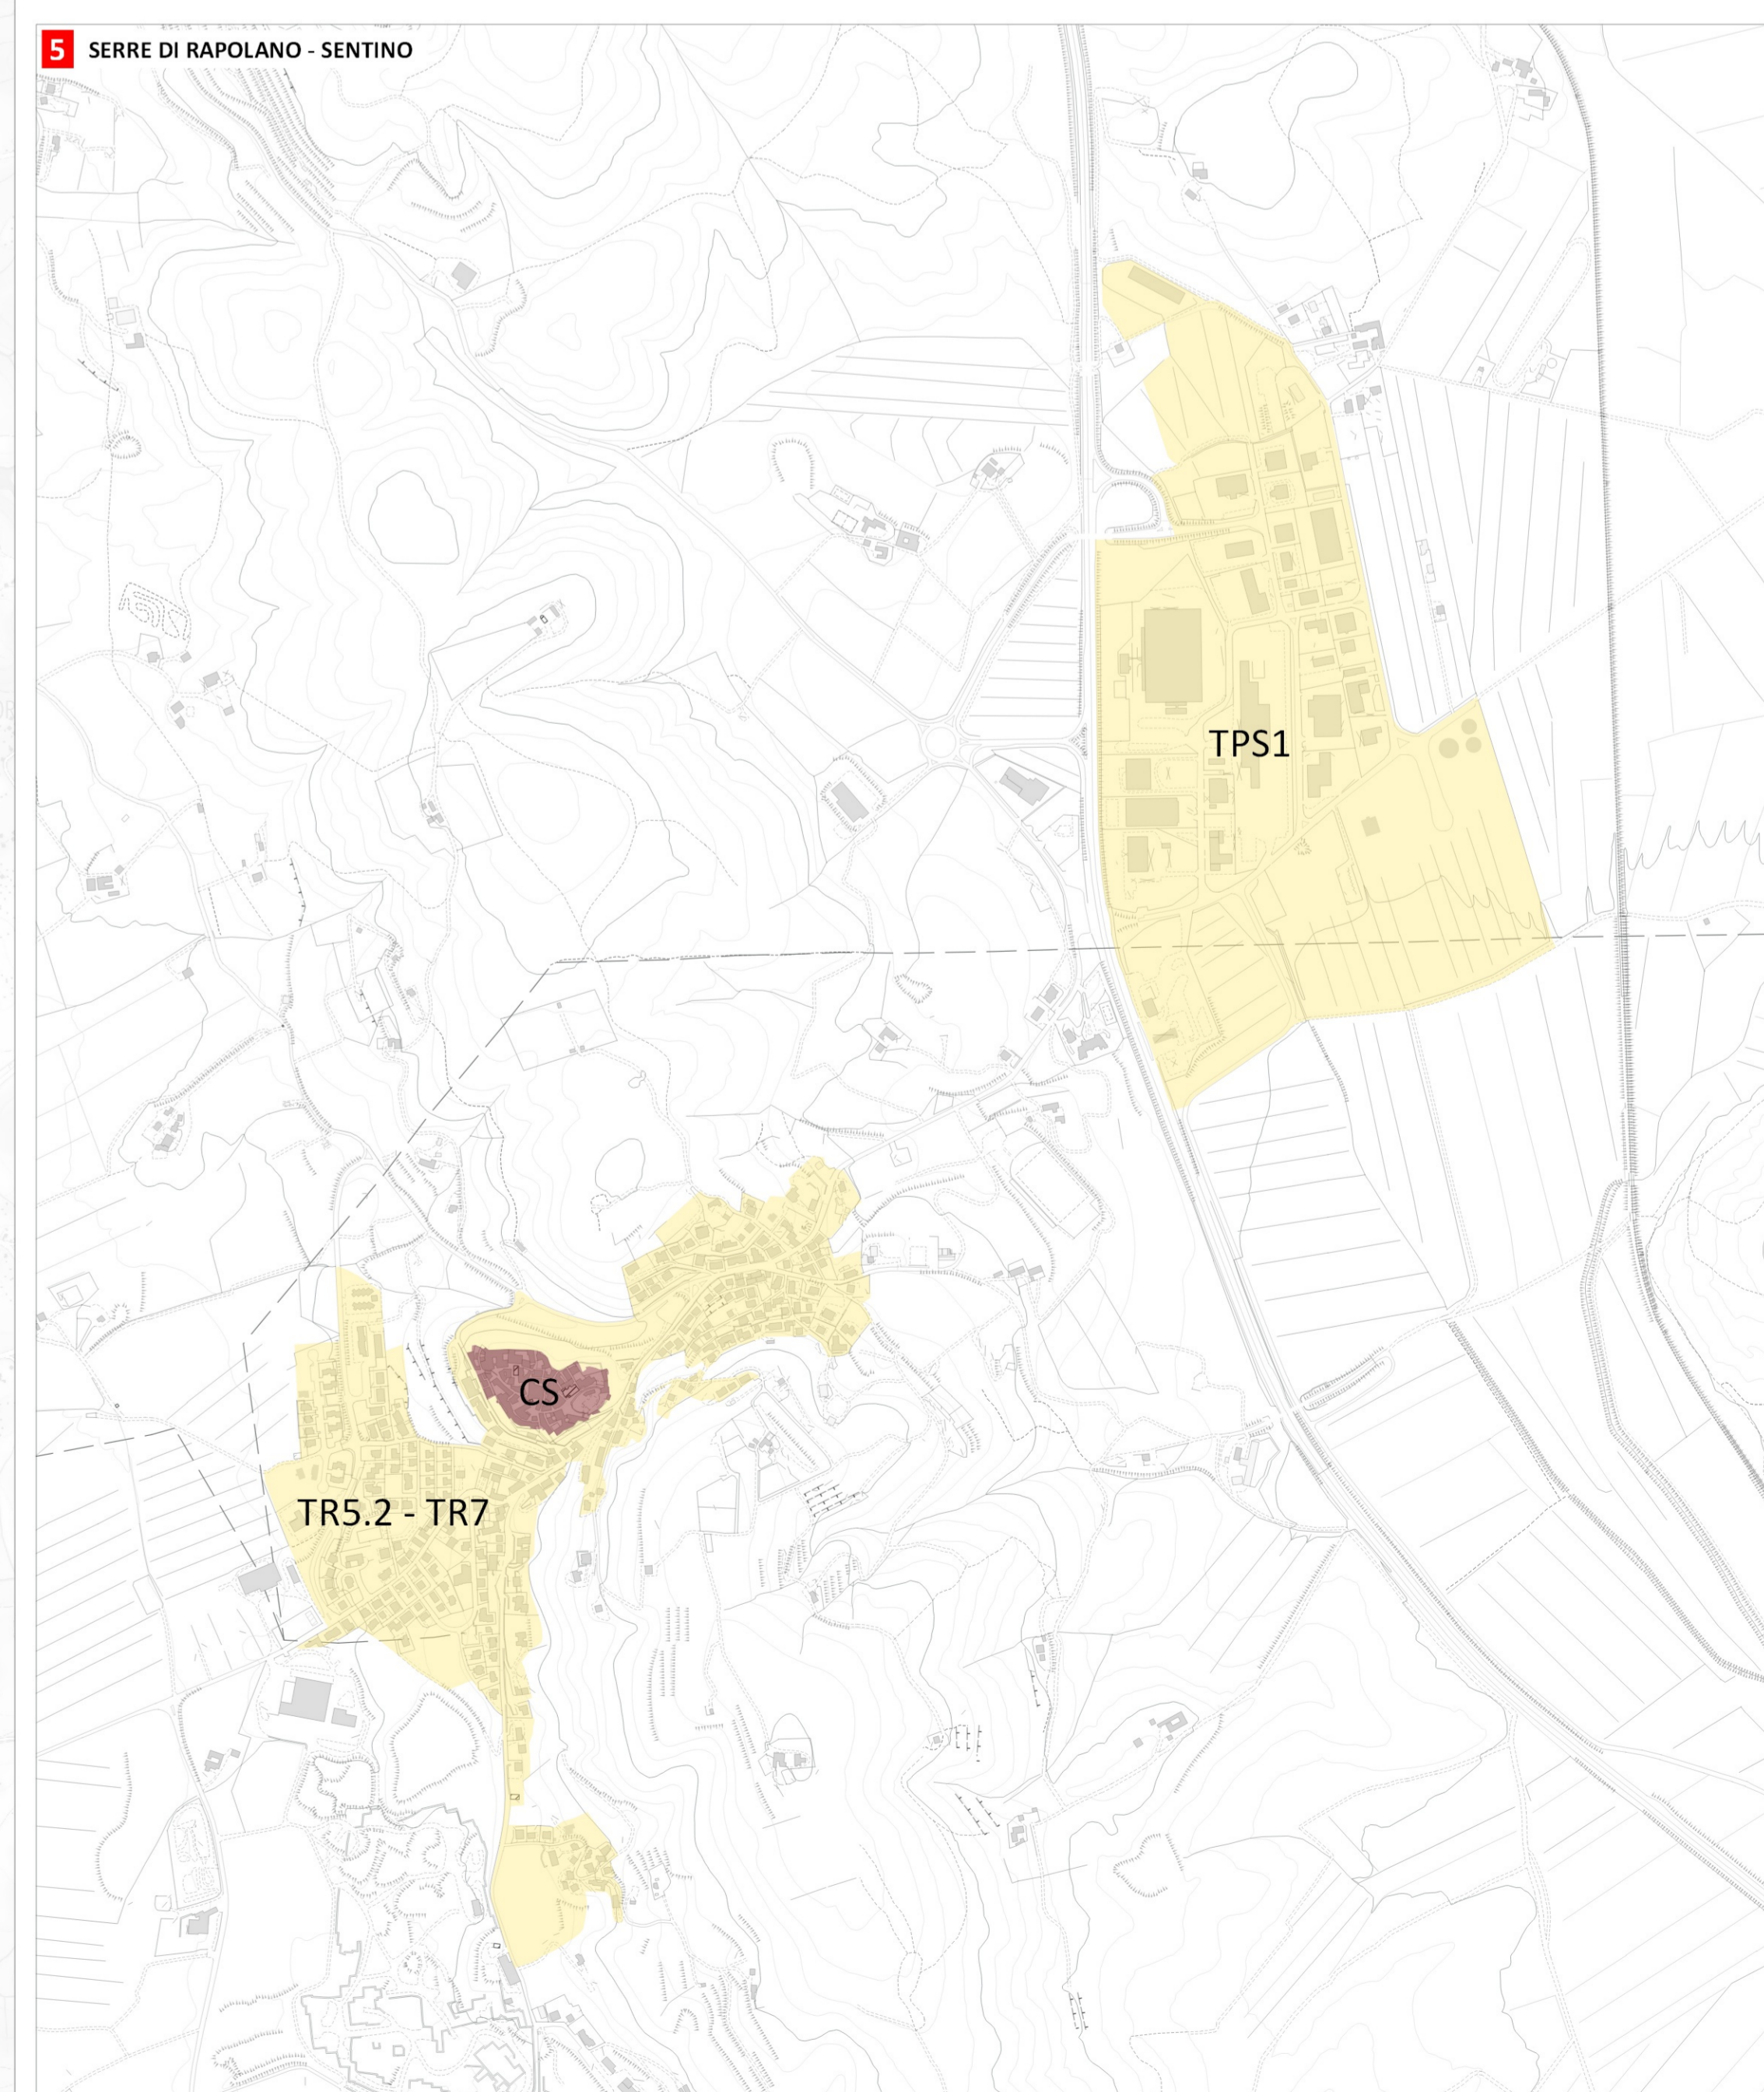 5 SERRE DI RAPOLANO - SENTINO
TPS1
CS
TR5.2 - TR7